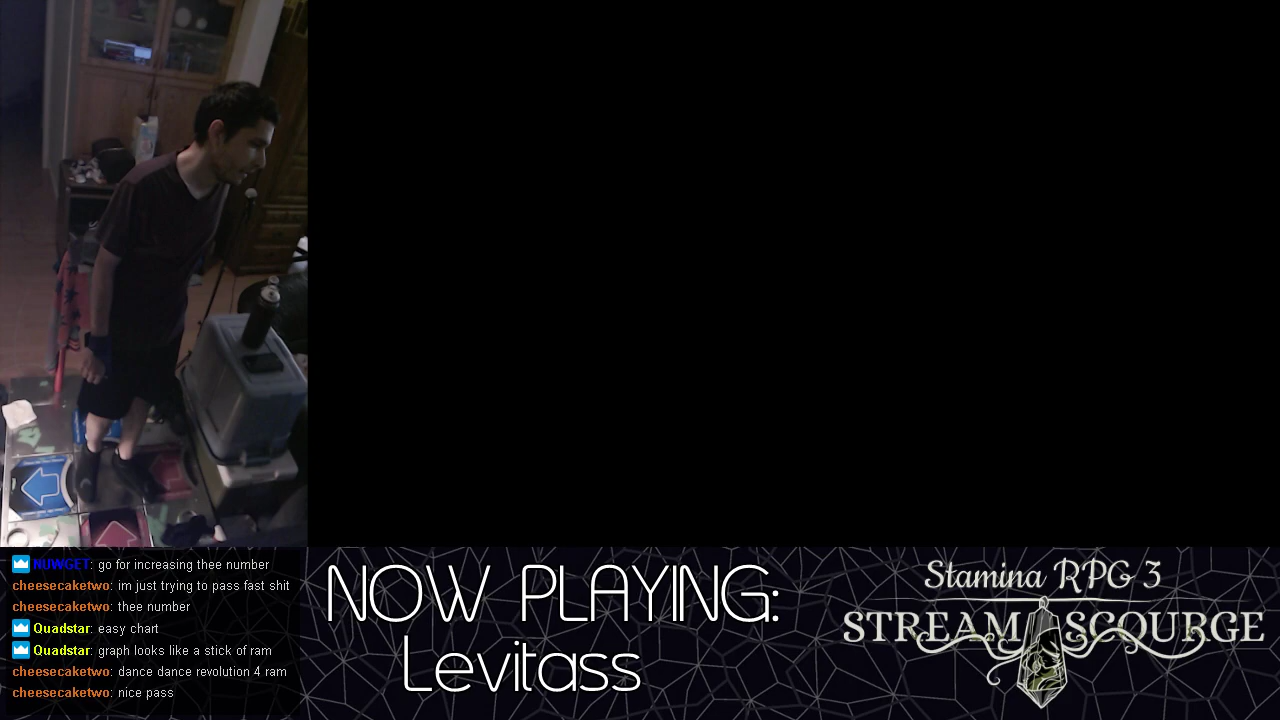 NUWGET: go for increasing thee number
cheesecaketwo: im just trying to pass fast shit
cheesecaketwo: thee number
Quadstar: easy chart
Quadstar: graph looks like a stick of ram
cheesecaketwo: dance dance revolution 4 ram
cheesecaketwo: nice pass
NOW PLAYING:
Levitass
Stamina RPG 3
STREAM SCOURGE